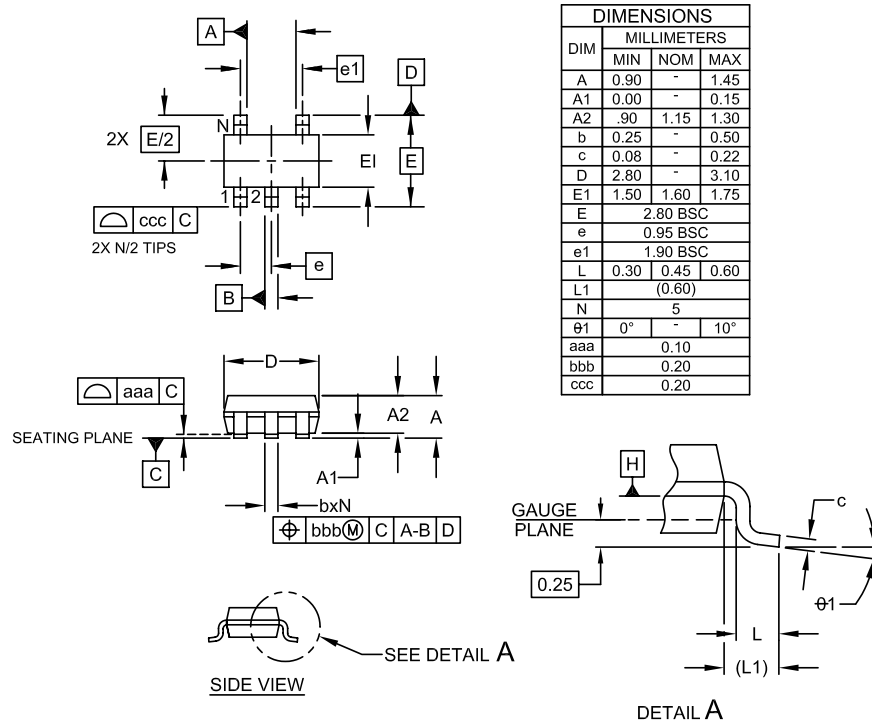 A
e1
D
N
2X E/2
EI
E
1
2
ccc C
2X N/2 TIPS
e
B
D
aaa C
A2
A
SEATING PLANE
C
A1
bxN
bbb Ⓜ C A-B D
SEE DETAIL A
SIDE VIEW
DIMENSIONS
DIM MILLIMETERS
MIN NOM MAX
A 0.90 - 1.45
A1 0.00 - 0.15
A2 .90 1.15 1.30
b 0.25 - 0.50
c 0.08 - 0.22
D 2.80 - 3.10
E1 1.50 1.60 1.75
E 2.80 BSC
e 0.95 BSC
e1 1.90 BSC
L 0.30 0.45 0.60
L1 (0.60)
N 5
θ1 0° - 10°
aaa 0.10
bbb 0.20
ccc 0.20
H
c
GAUGE
PLANE
0.25
θ1
L
(L1)
DETAIL A